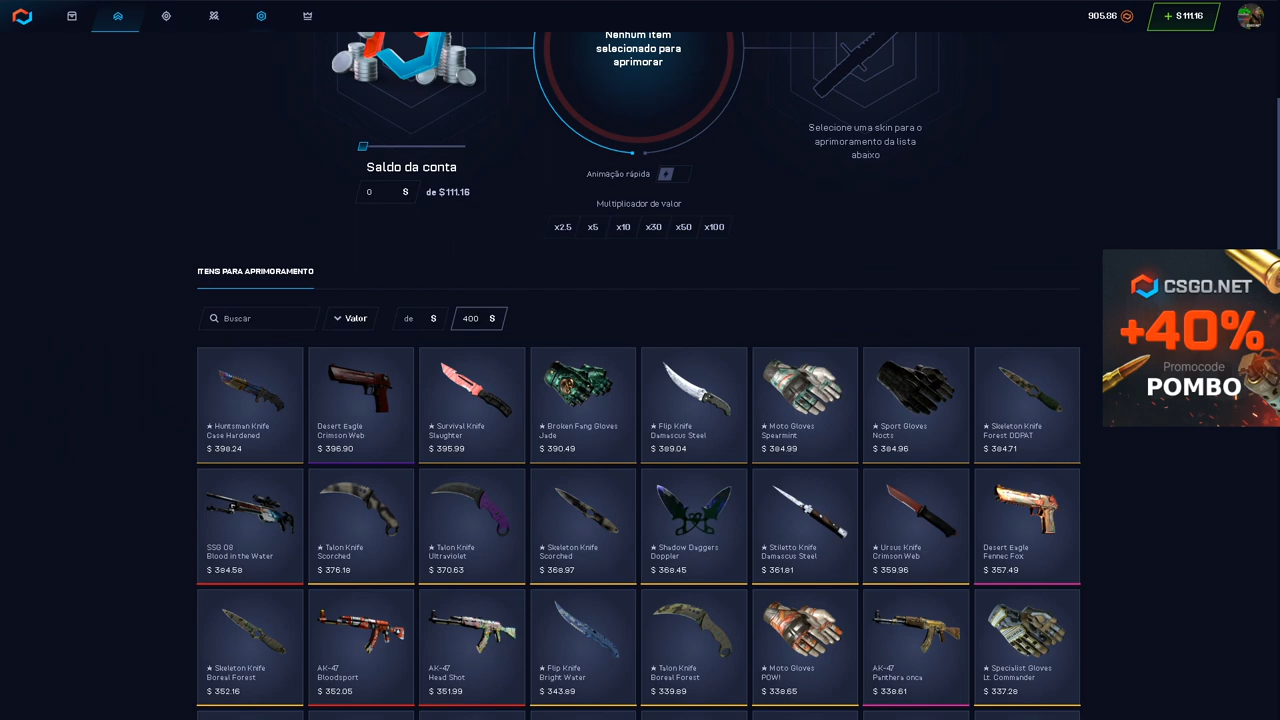 905.86
+ $ 111.16
Nenhum item
selecionado para
aprimorar
Selecione uma skin para o
aprimoramento da lista
abaixo
Saldo da conta
0 $ de $ 111.16
Animação rápida
Multiplicador de valor
x2.5 x5 x10 x30 x50 x100
ITENS PARA APRIMORAMENTO
Buscar Valor de $ 400 $
CSGO.NET
+40%
Promocode
POMBO
★ Huntsman Knife
Case Hardened
$ 398.24
Desert Eagle
Crimson Web
$ 396.90
★ Survival Knife
Slaughter
$ 395.99
★ Broken Fang Gloves
Jade
$ 390.49
★ Flip Knife
Damascus Steel
$ 389.04
★ Moto Gloves
Spearmint
$ 384.99
★ Sport Gloves
Nocts
$ 384.96
★ Skeleton Knife
Forest DDPAT
$ 384.71
SSG 08
Blood in the Water
$ 384.58
★ Talon Knife
Scorched
$ 376.18
★ Talon Knife
Ultraviolet
$ 370.63
★ Skeleton Knife
Scorched
$ 368.97
★ Shadow Daggers
Doppler
$ 368.45
★ Stiletto Knife
Damascus Steel
$ 361.81
★ Ursus Knife
Crimson Web
$ 359.96
Desert Eagle
Fennec Fox
$ 357.49
★ Skeleton Knife
Boreal Forest
$ 352.16
AK-47
Bloodsport
$ 352.05
AK-47
Head Shot
$ 351.99
★ Flip Knife
Bright Water
$ 343.89
★ Talon Knife
Boreal Forest
$ 339.89
★ Moto Gloves
POW!
$ 338.65
AK-47
Panthera onca
$ 338.61
★ Specialist Gloves
Lt. Commander
$ 337.28